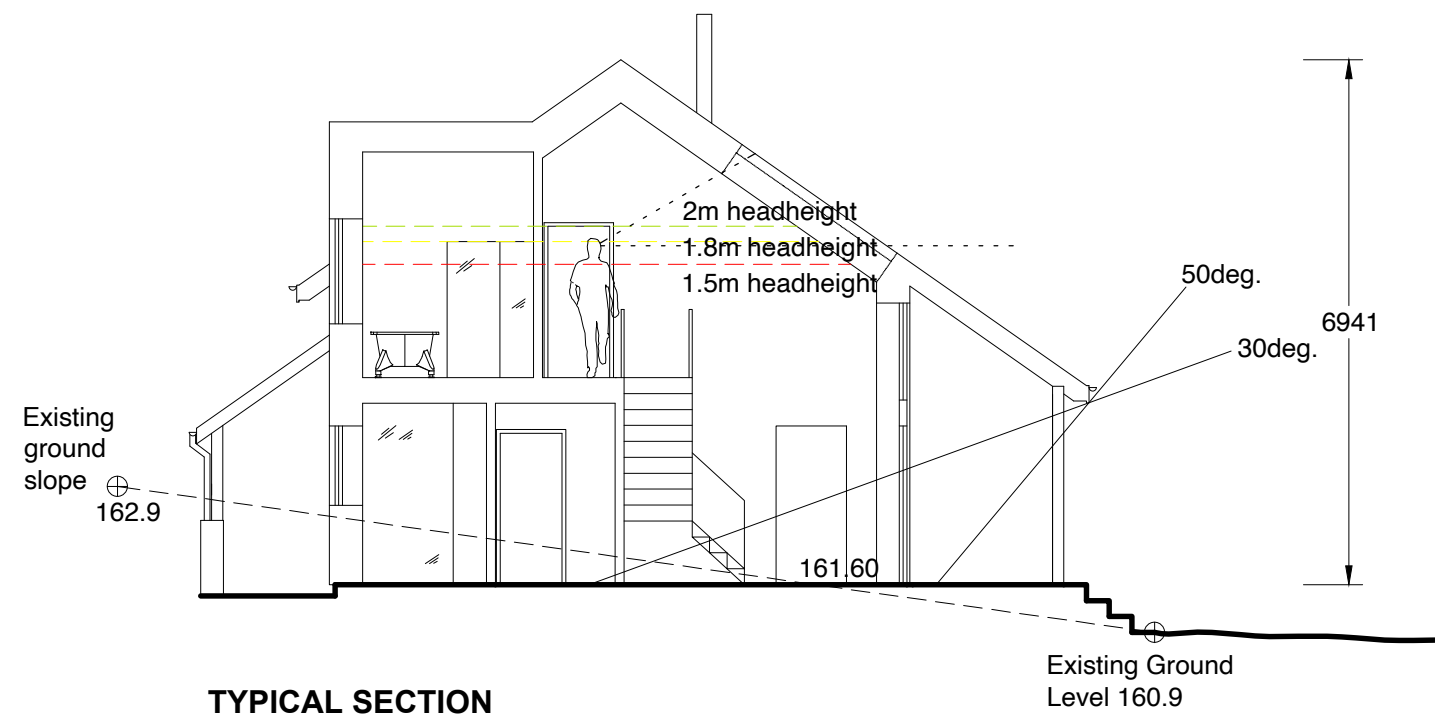 2m headheight
1.8m headheight
1.5m headheight
50deg.
6941
30deg.
Existing
ground
slope
162.9
161.60
Existing Ground
Level 160.9
TYPICAL SECTION